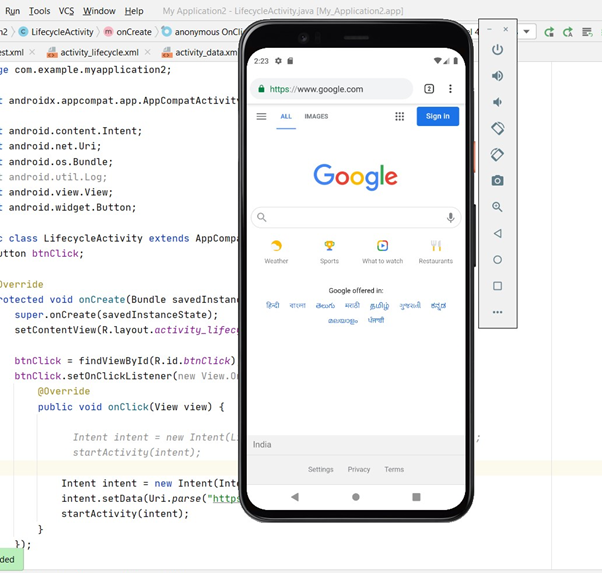 Run Tools VCS Window Help My Application2 - LifecycleActivity.java [My_Application2.app]
n2 LifecycleActivity onCreate anonymous OnCl
est.xml activity_lifecycle.xml activity_data.xm
ge com.example.myapplication2;
t androidx.appcompat.app.AppCompatActivity
t android.content.Intent;
t android.net.Uri;
t android.os.Bundle;
t android.util.Log;
t android.view.View;
t android.widget.Button;
c class LifecycleActivity extends AppCompa
utton btnClick;
Override
rotected void onCreate(Bundle savedInstanc
super.onCreate(savedInstanceState);
setContentView(R.layout.activity_lifecy
btnClick = findViewById(R.id.btnClick)
btnClick.setOnClickListener(new View.On
@Override
public void onClick(View view) {
Intent intent = new Intent(Li ;
startActivity(intent);
Intent intent = new Intent(Inte
intent.setData(Uri.parse("https
startActivity(intent);
}
});
ded
2:23
https://www.google.com 2
ALL IMAGES Sign in
Google
Weather Sports What to watch Restaurants
Google offered in:
हिन्दी বাংলা తెలుగు मराठी தமிழ் ગુજરાતી ಕನ್ನಡ
മലയാളം ਪੰਜਾਬੀ
India
Settings Privacy Terms